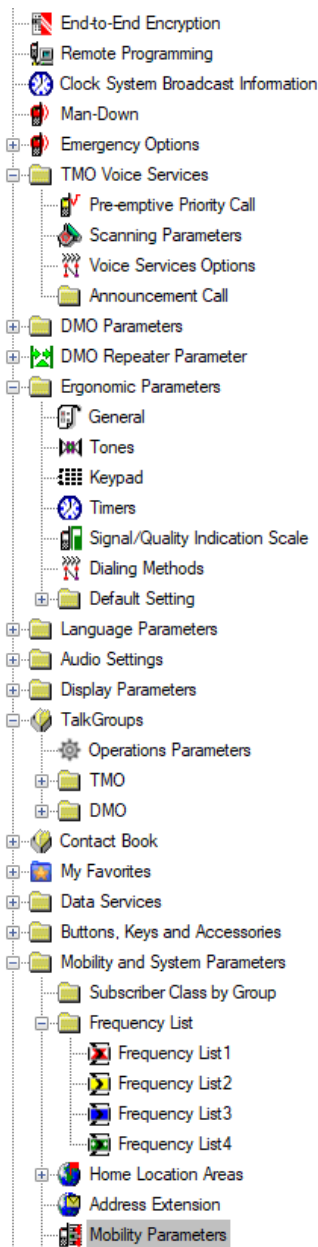 End-to-End Encryption
Remote Programming
Clock System Broadcast Information
Man-Down
Emergency Options
TMO Voice Services
Pre-emptive Priority Call
Scanning Parameters
Voice Services Options
Announcement Call
DMO Parameters
DMO Repeater Parameter
Ergonomic Parameters
General
Tones
Keypad
Timers
Signal/Quality Indication Scale
Dialing Methods
Default Setting
Language Parameters
Audio Settings
Display Parameters
TalkGroups
Operations Parameters
TMO
DMO
Contact Book
My Favorites
Data Services
Buttons, Keys and Accessories
Mobility and System Parameters
Subscriber Class by Group
Frequency List
Frequency List1
Frequency List2
Frequency List3
Frequency List4
Home Location Areas
Address Extension
Mobility Parameters